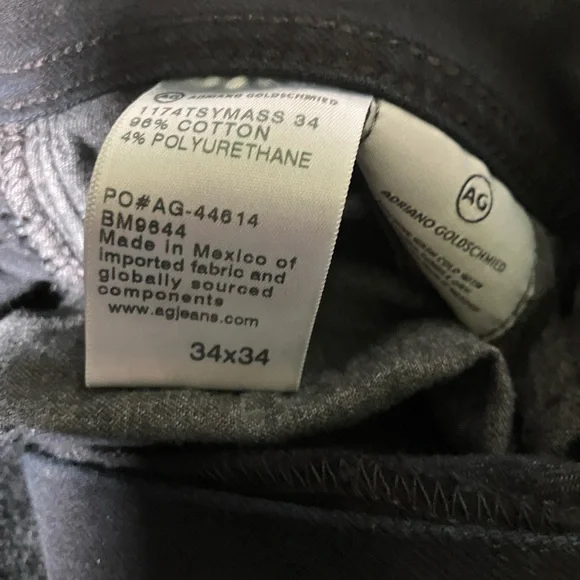 AG ADRIANO GOLDSCHMIED
1174TSYMASS 34
96% COTTON
4% POLYURETHANE
PO#AG-44614
BM9644
Made in Mexico of
imported fabric and
globally sourced
components
www.agjeans.com
34x34
AG
ADRIANO GOLDSCHMIED